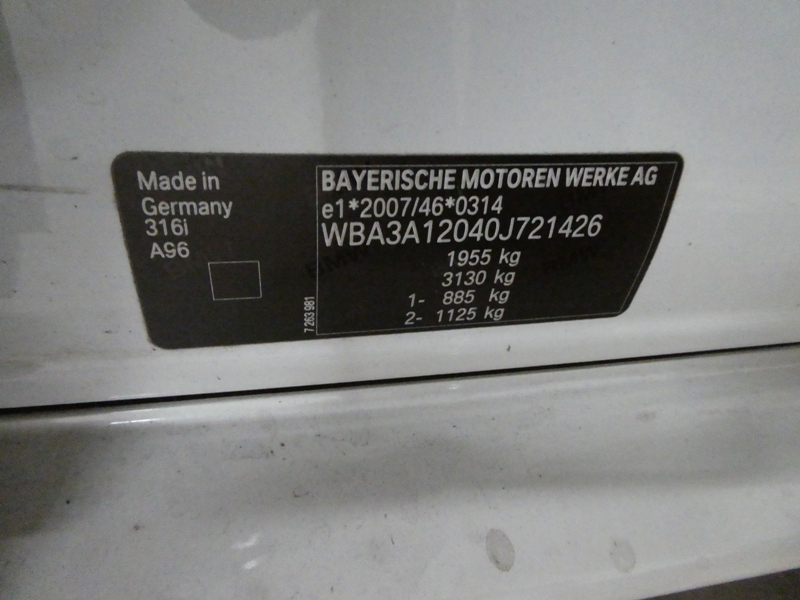 Made in
Germany
316i
A96
7 263 981
BAYERISCHE MOTOREN WERKE AG
e1*2007/46*0314
WBA3A12040J721426
1955 kg
3130 kg
1- 885 kg
2- 1125 kg